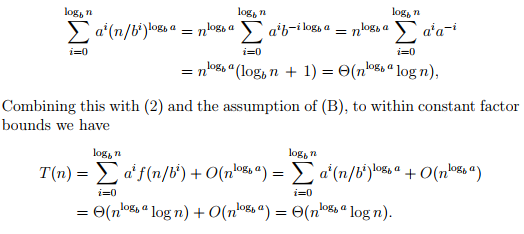 $\sum_{i=0}^{\log_b n} a^i (n/b^i)^{\log_b a} = n^{\log_b a} \sum_{i=0}^{\log_b n} a^i b^{-i \log_b a} = n^{\log_b a} \sum_{i=0}^{\log_b n} a^i a^{-i}$
$= n^{\log_b a} (\log_b n + 1) = \Theta(n^{\log_b a} \log n),$
Combining this with (2) and the assumption of (B), to within constant factor
bounds we have
$T(n) = \sum_{i=0}^{\log_b n} a^i f(n/b^i) + O(n^{\log_b a}) = \sum_{i=0}^{\log_b n} a^i (n/b^i)^{\log_b a} + O(n^{\log_b a})$
$= \Theta(n^{\log_b a} \log n) + O(n^{\log_b a}) = \Theta(n^{\log_b a} \log n).$